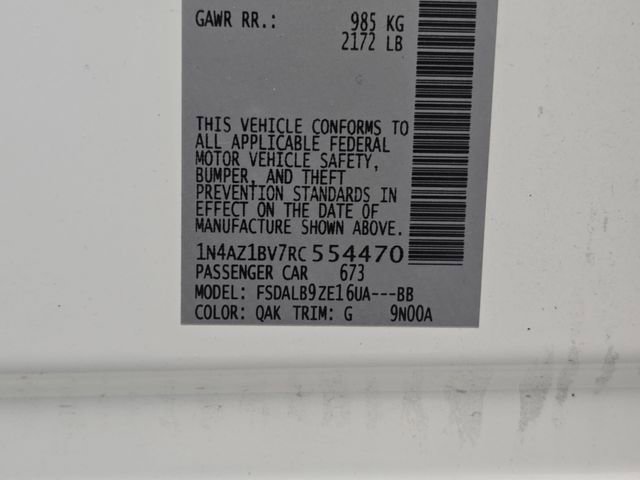 GAWR RR.: 985 KG
2172 LB
THIS VEHICLE CONFORMS TO
ALL APPLICABLE FEDERAL
MOTOR VEHICLE SAFETY,
BUMPER, AND THEFT
PREVENTION STANDARDS IN
EFFECT ON THE DATE OF
MANUFACTURE SHOWN ABOVE.
1N4AZ1BV7RC554470
PASSENGER CAR 673
MODEL: FSDALB9ZE16UA---BB
COLOR: QAK TRIM: G 9N00A